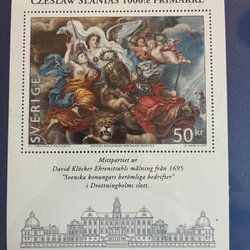 CZESLAW SLANIAS 1000:e FRIMÄRKE
SVERIGE
50 kr
Mittpartiet ur
David Klöcker Ehrenstrahls målning från 1695
"Svenska konungars berömliga bedrifter"
i Drottningholms slott.